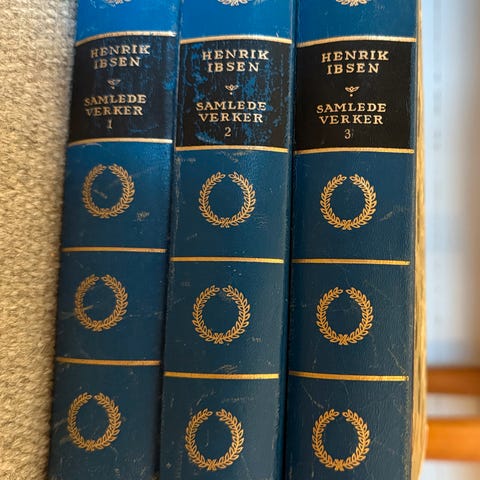 HENRIK
IBSEN
SAMLEDE
VERKER
1
HENRIK
IBSEN
SAMLEDE
VERKER
2
HENRIK
IBSEN
SAMLEDE
VERKER
3